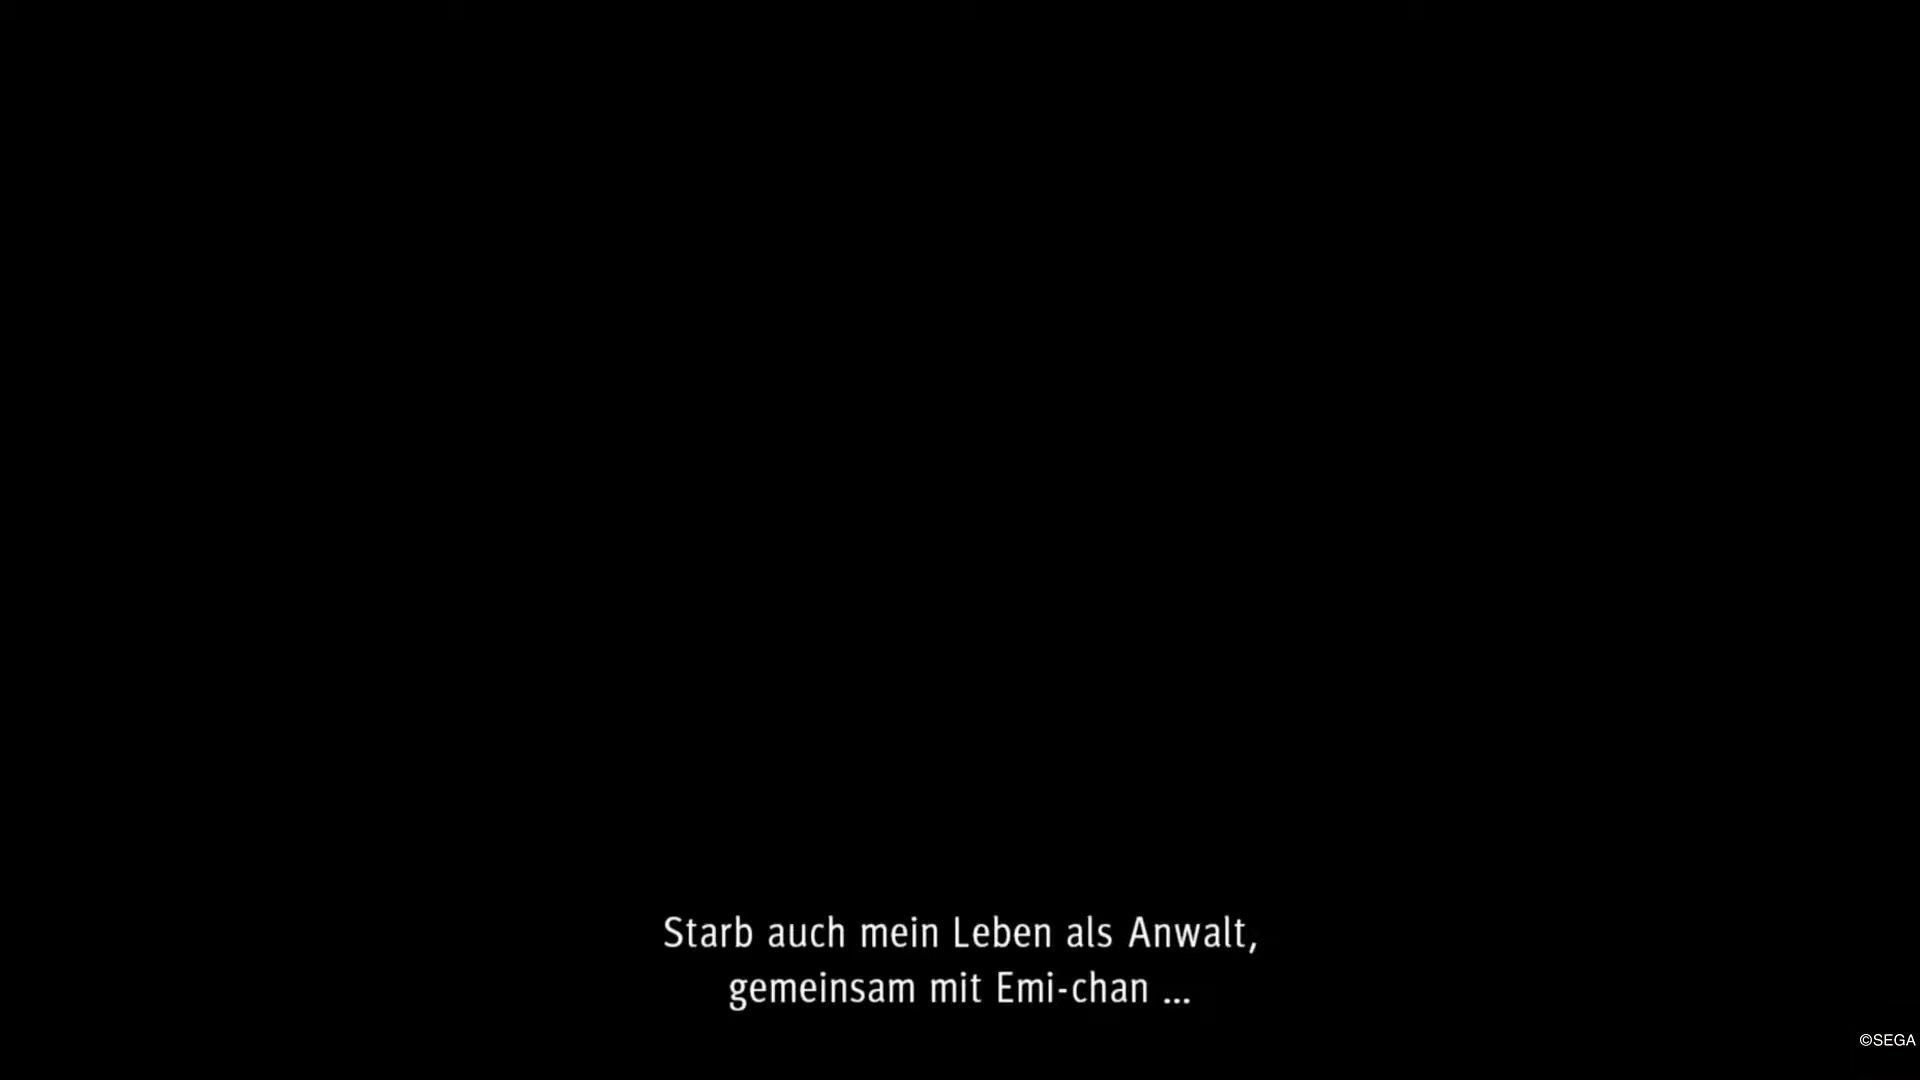 Starb auch mein Leben als Anwalt,
gemeinsam mit Emi-chan ...
©SEGA